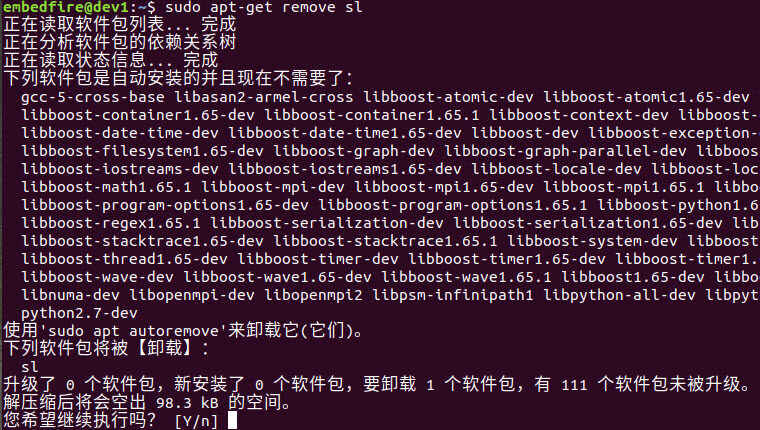 embedfire@dev1:~$ sudo apt-get remove sl
正在读取软件包列表... 完成
正在分析软件包的依赖关系树
正在读取状态信息... 完成
下列软件包是自动安装的并且现在不需要了：
gcc-5-cross-base libasan2-armel-cross libboost-atomic-dev libboost-atomic1.65-dev
libboost-container1.65-dev libboost-container1.65.1 libboost-context-dev libboost-
libboost-date-time-dev libboost-date-time1.65-dev libboost-dev libboost-exception-
libboost-filesystem1.65-dev libboost-graph-dev libboost-graph-parallel-dev libboos
libboost-iostreams-dev libboost-iostreams1.65-dev libboost-locale-dev libboost-loc
libboost-math1.65.1 libboost-mpi-dev libboost-mpi1.65-dev libboost-mpi1.65.1 libbo
libboost-program-options1.65-dev libboost-program-options1.65.1 libboost-python1.6
libboost-regex1.65.1 libboost-serialization-dev libboost-serialization1.65-dev lib
libboost-stacktrace1.65-dev libboost-stacktrace1.65.1 libboost-system-dev libboost
libboost-thread1.65-dev libboost-timer-dev libboost-timer1.65-dev libboost-timer1.
libboost-wave-dev libboost-wave1.65-dev libboost-wave1.65.1 libboost1.65-dev libbo
libnuma-dev libopenmpi-dev libopenmpi2 libpsm-infinipath1 libpython-all-dev libpyt
python2.7-dev
使用'sudo apt autoremove'来卸载它(它们)。
下列软件包将被【卸载】：
sl
升级了 0 个软件包，新安装了 0 个软件包，要卸载 1 个软件包，有 111 个软件包未被升级。
解压缩后将会空出 98.3 kB 的空间。
您希望继续执行吗？ [Y/n]